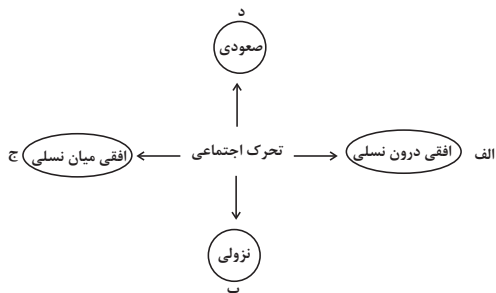 د
صعودی
الف
افقی درون نسلی
تحرک اجتماعی
افقی میان نسلی
ج
نزولی
ب